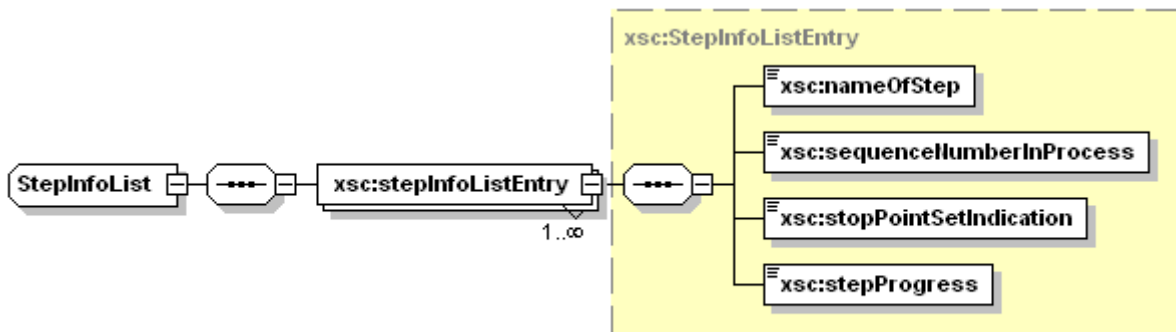 xsc:StepInfoListEntry
xsc:nameOfStep
xsc:sequenceNumberInProcess
StepInfoList
xsc:stepInfoListEntry
1..∞
xsc:stopPointSetIndication
xsc:stepProgress